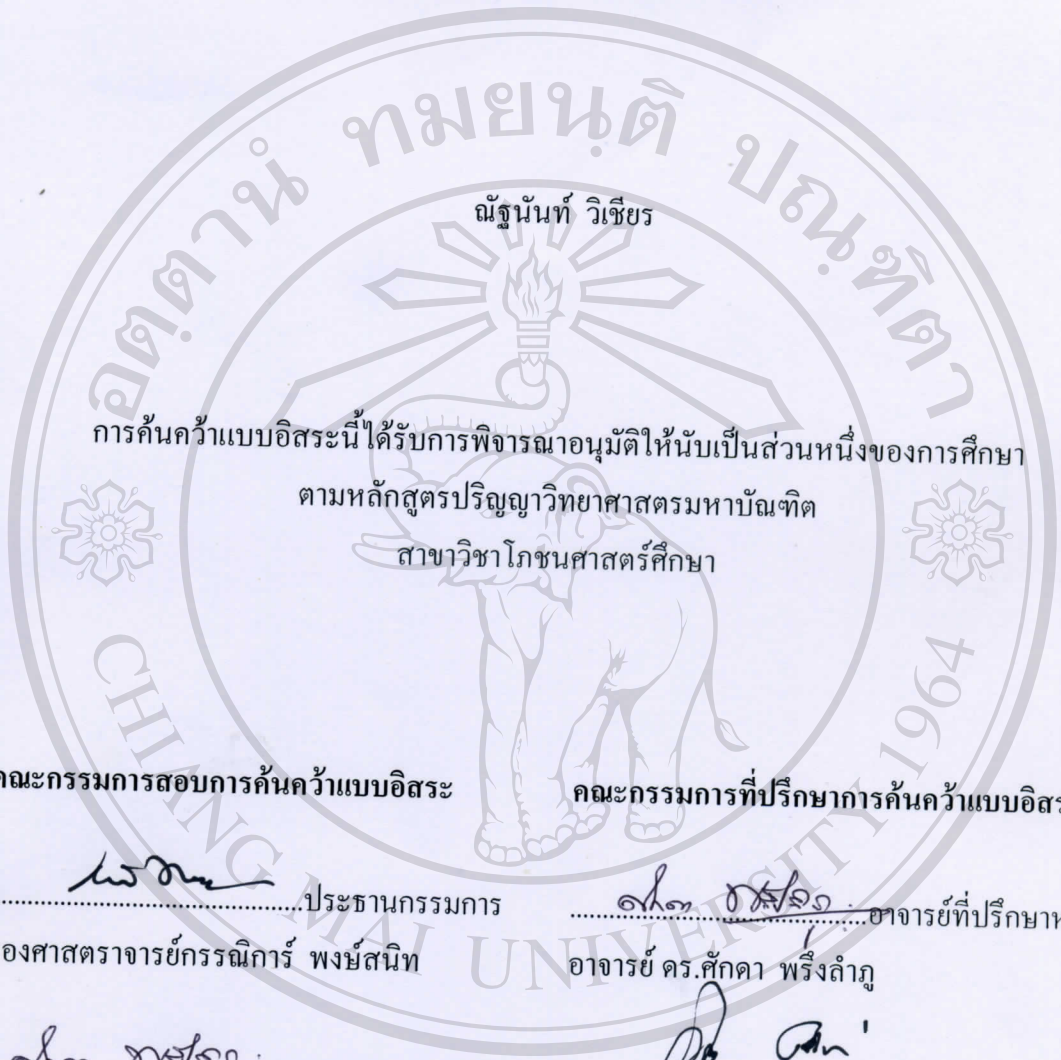 อตฺตานํ ทมยนฺติ ปณฺฑิตา
ณัฐนันท์ วิเชียร
การค้นคว้าแบบอิสระนี้ได้รับการพิจารณาอนุมัติให้นับเป็นส่วนหนึ่งของการศึกษา
ตามหลักสูตรปริญญาวิทยาศาสตรมหาบัณฑิต
สาขาวิชาโภชนศาสตร์ศึกษา
CHIANG MAI UNIVERSITY 1964
คณะกรรมการสอบการค้นคว้าแบบอิสระ
..........ประธานกรรมการ
รองศาสตราจารย์กรรณิการ์ พงษ์สนิท
คณะกรรมการที่ปรึกษาการค้นคว้าแบบอิสระ
..........อาจารย์ที่ปรึกษาห
อาจารย์ ดร.ศักดา พรึงลำภู